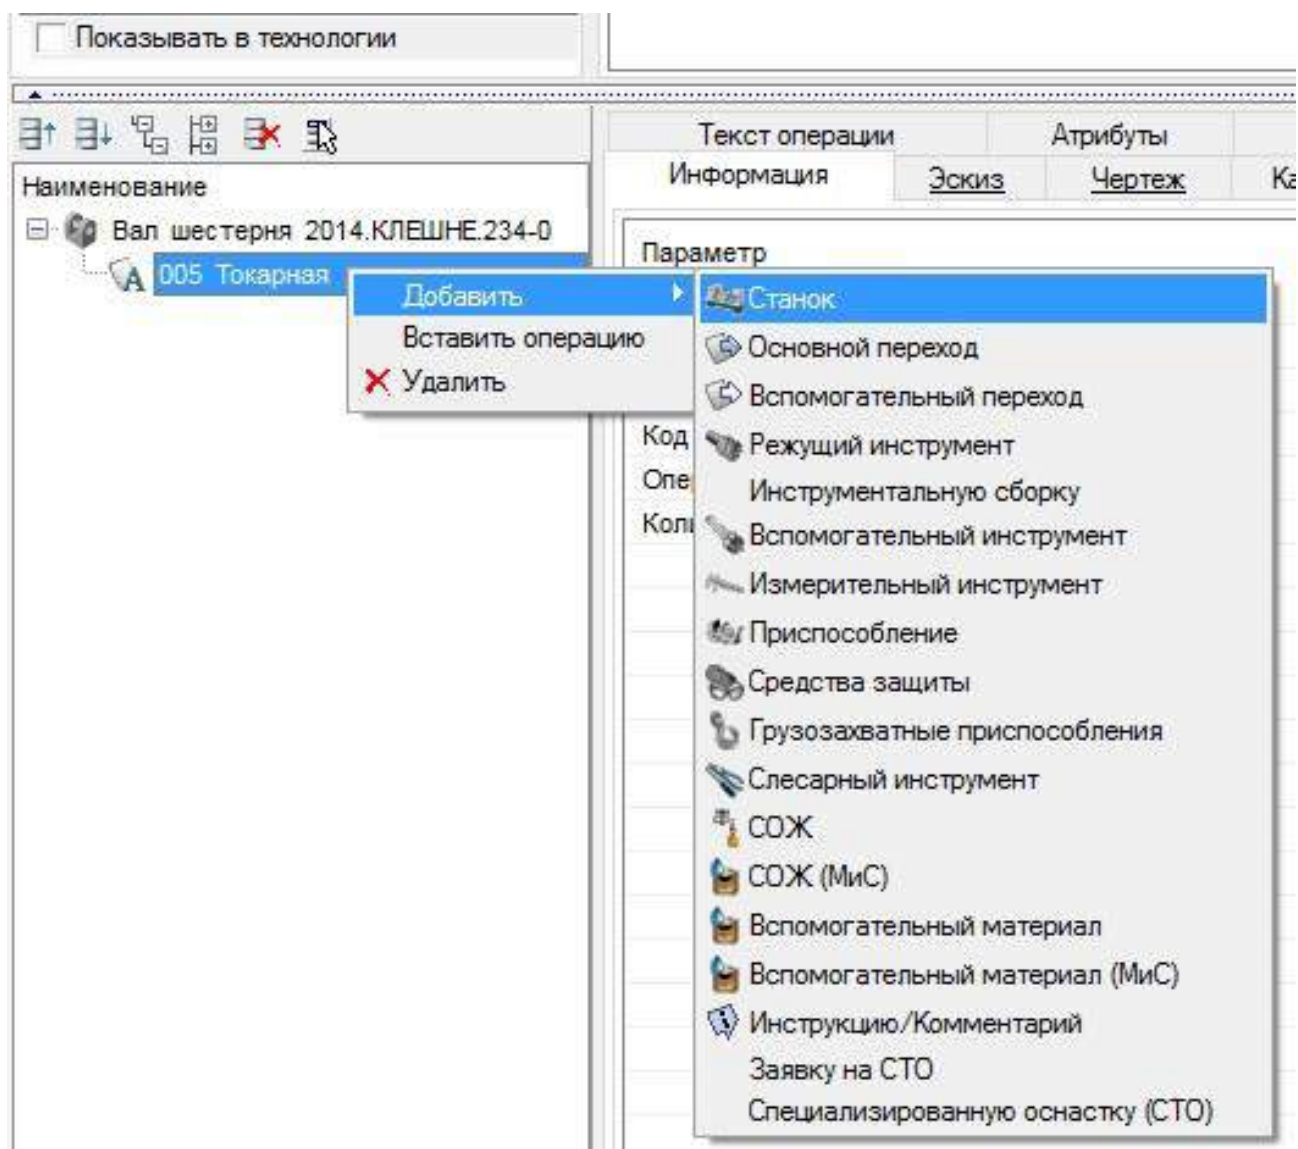 Показывать в технологии
Текст операции Атрибуты
Информация Эскиз Чертеж
Наименование
Вал шестерня 2014.КЛЕШНЕ.234-0
Параметр
005 Токарная
Добавить
Вставить операцию
Удалить
Станок
Основной переход
Вспомогательный переход
Код
Режущий инструмент
Инструментальную сборку
Вспомогательный инструмент
Измерительный инструмент
Приспособление
Средства защиты
Грузозахватные приспособления
Слесарный инструмент
СОЖ
СОЖ (МиС)
Вспомогательный материал
Вспомогательный материал (МиС)
Инструкцию/Комментарий
Заявку на СТО
Специализированную оснастку (СТО)